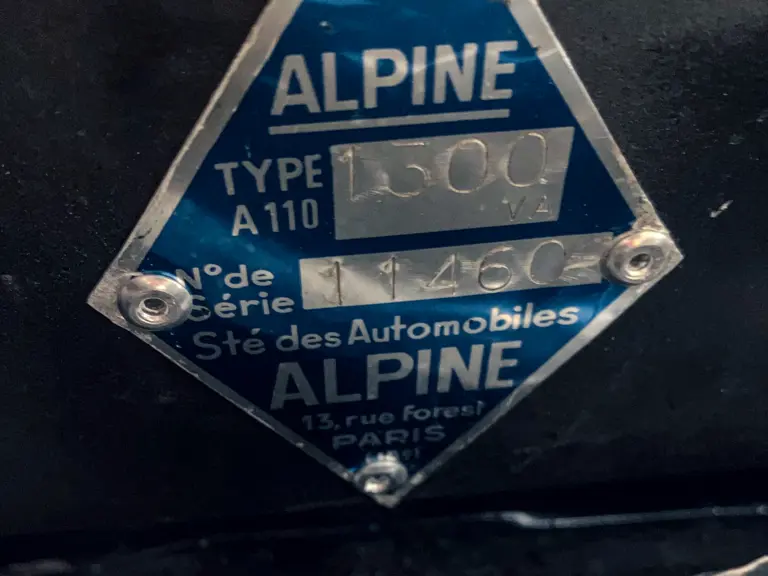 ALPINE
TYPE 1300
A110 VA
N° de 11460
Série
Sté des Automobiles
ALPINE
13, rue Forest
PARIS